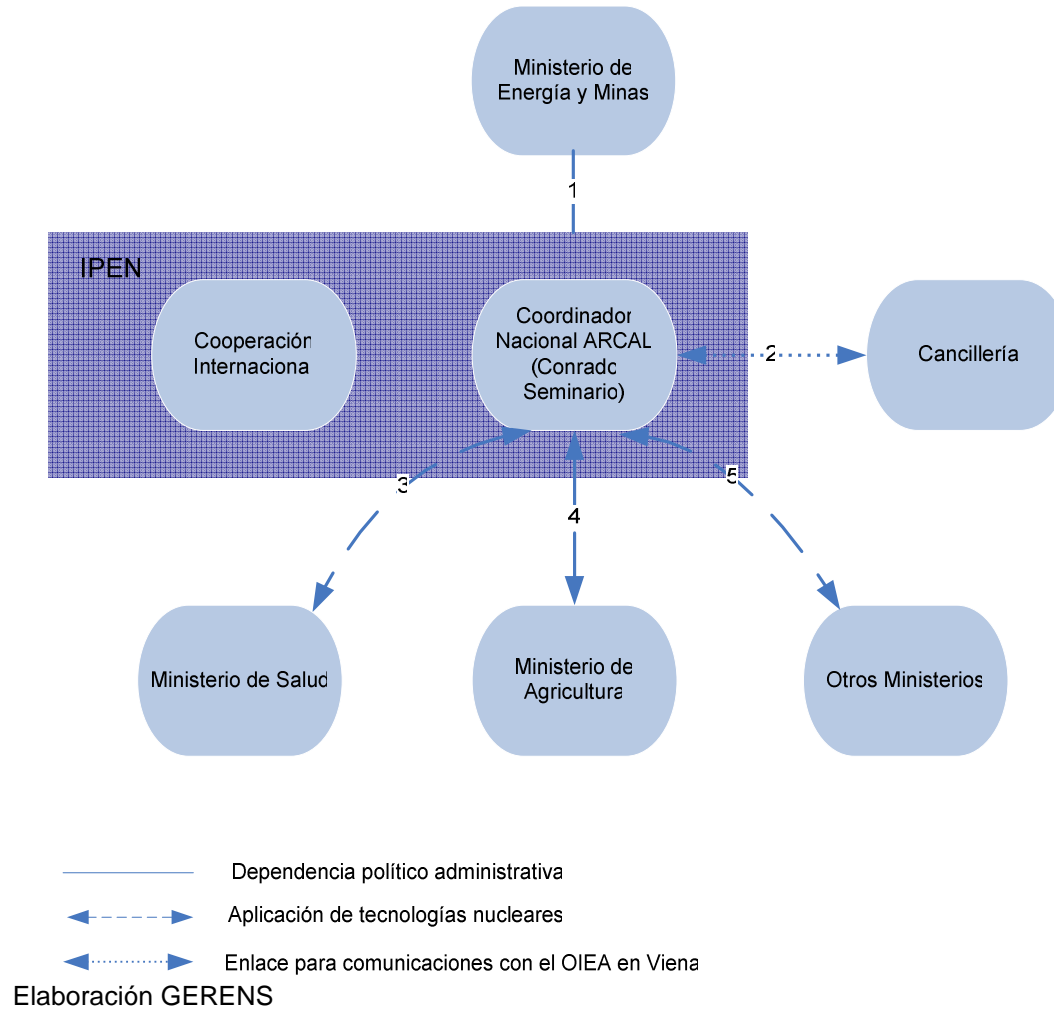 Ministerio de
Energía y Minas
1
IPEN
Cooperación
Internaciona
Coordinador
Nacional ARCAL
(Conrado
Seminario)
2
Cancillería
3
4
5
Ministerio de Salud
Ministerio de
Agricultura
Otros Ministerios
Dependencia político administrativa
Aplicación de tecnologías nucleares
Enlace para comunicaciones con el OIEA en Viena
Elaboración GERENS